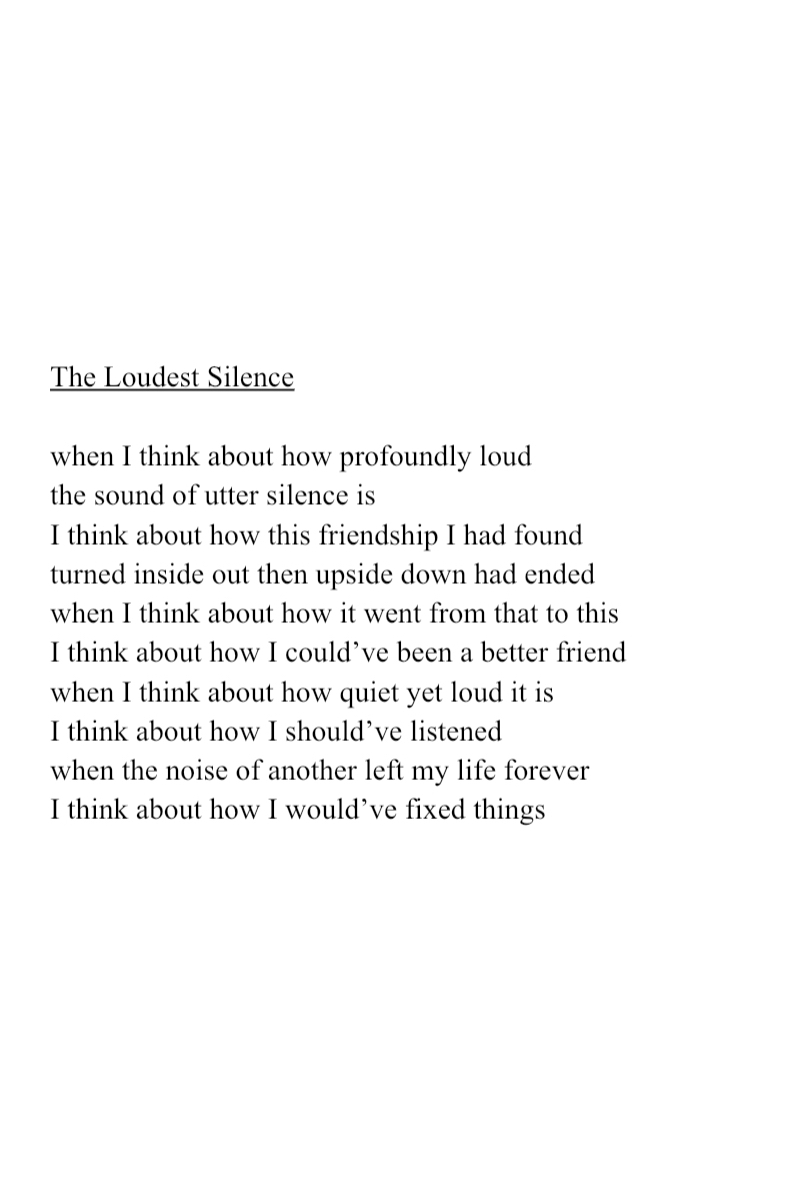 The Loudest Silence
when I think about how profoundly loud
the sound of utter silence is
I think about how this friendship I had found
turned inside out then upside down had ended
when I think about how it went from that to this
I think about how I could’ve been a better friend
when I think about how quiet yet loud it is
I think about how I should’ve listened
when the noise of another left my life forever
I think about how I would’ve fixed things